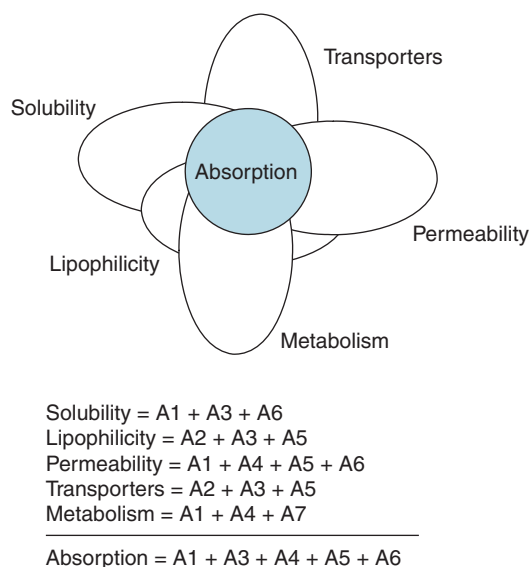 Transporters
Solubility
Absorption
Permeability
Lipophilicity
Metabolism
Solubility = A1 + A3 + A6
Lipophilicity = A2 + A3 + A5
Permeability = A1 + A4 + A5 + A6
Transporters = A2 + A3 + A5
Metabolism = A1 + A4 + A7
Absorption = A1 + A3 + A4 + A5 + A6